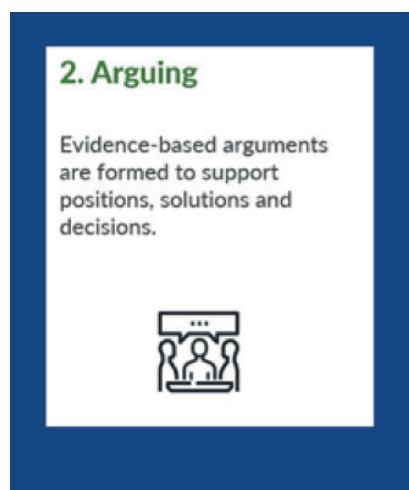 2. Arguing
Evidence-based arguments
are formed to support
positions, solutions and
decisions.